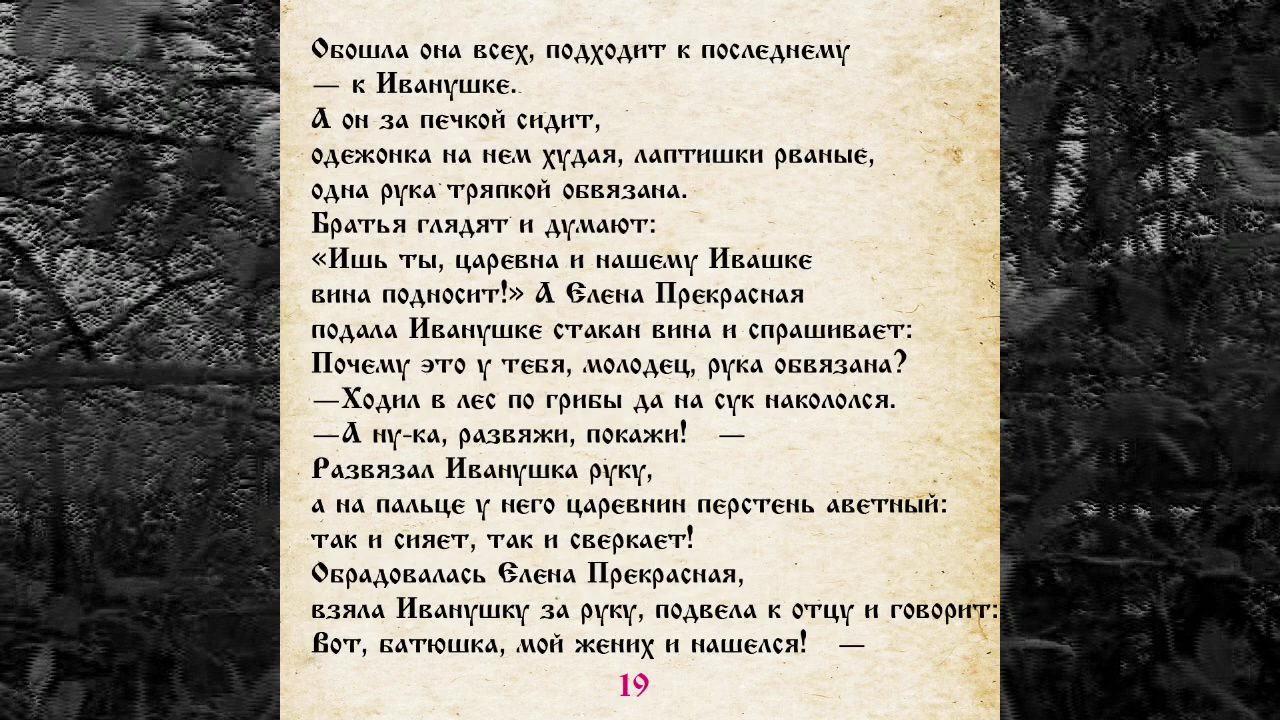 Обошла она всех, подходит к последнему
— к Иванушке.
А он за печкой сидит,
одежонка на нем худая, лаптишки рваные,
одна рука тряпкой обвязана.
Братья глядят и думают:
«Ишь ты, царевна и нашему Ивашке
вина подносит!» А Елена Прекрасная
подала Иванушке стакан вина и спрашивает:
Почему это у тебя, молодец, рука обвязана?
—Ходил в лес по грибы да на сук накололся.
—А ну-ка, развяжи, покажи! —
Развязал Иванушка руку,
а на пальце у него царевнин перстень аветный:
так и сияет, так и сверкает!
Обрадовалась Елена Прекрасная,
взяла Иванушку за руку, подвела к отцу и говорит:
Вот, батюшка, мой жених и нашелся! —
19